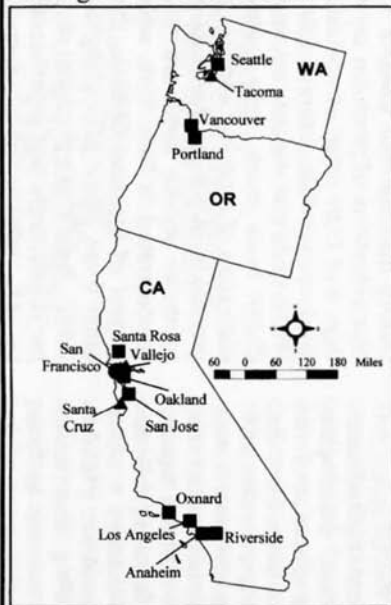 Seattle
WA
Tacoma
Vancouver
Portland
OR
CA
Santa Rosa
San Francisco
Vallejo
Oakland
Santa Cruz
San Jose
60 0 60 120 180 Miles
Oxnard
Los Angeles
Riverside
Anaheim